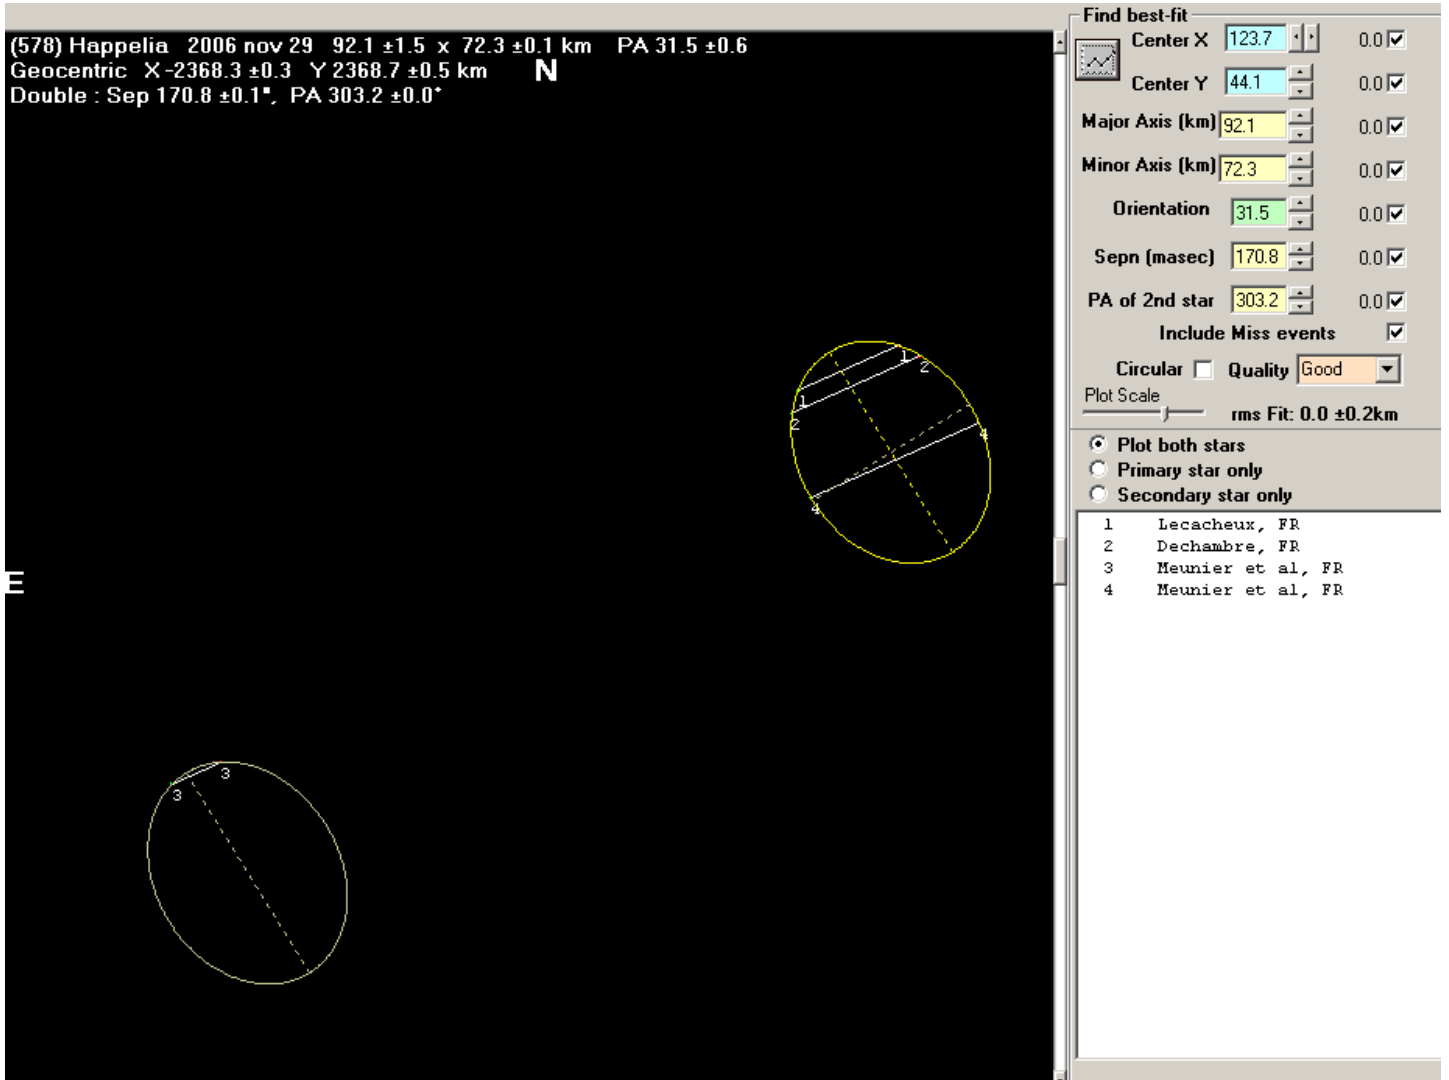 (578) Happelia 2006 nov 29 92.1 ±1.5 x 72.3 ±0.1 km PA 31.5 ±0.6
Geocentric X -2368.3 ±0.3 Y 2368.7 ±0.5 km
N
Double : Sep 170.8 ±0.1", PA 303.2 ±0.0°
E
1
2
1
2
4
4
3
3
Find best-fit
Center X 123.7 0.0
Center Y 44.1 0.0
Major Axis (km) 92.1 0.0
Minor Axis (km) 72.3 0.0
Orientation 31.5 0.0
Sepn (masec) 170.8 0.0
PA of 2nd star 303.2 0.0
Include Miss events
Circular Quality Good
Plot Scale
rms Fit: 0.0 ±0.2km
Plot both stars
Primary star only
Secondary star only
1 Lecacheux, FR
2 Dechambre, FR
3 Meunier et al, FR
4 Meunier et al, FR